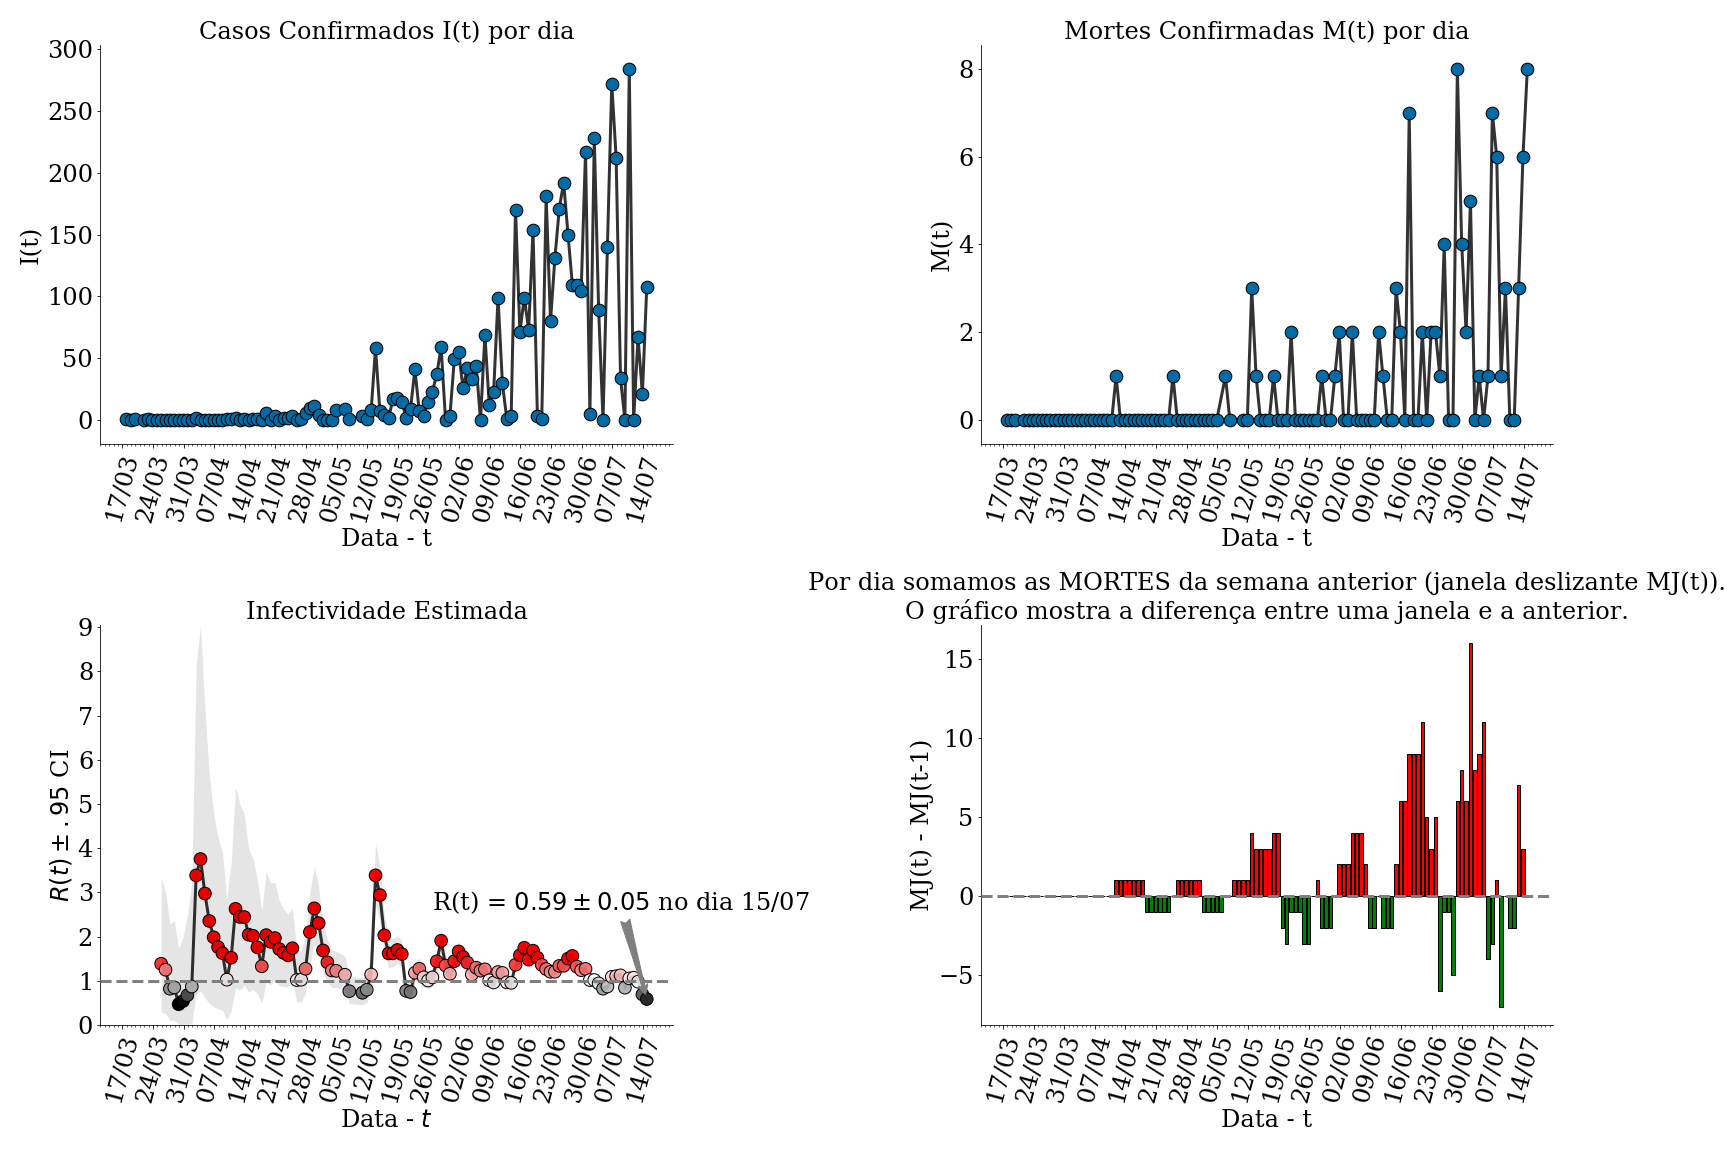 Casos Confirmados I(t) por dia
300
250
200
150
100
50
0
I(t)
17/03 24/03 31/03 07/04 14/04 21/04 28/04 05/05 12/05 19/05 26/05 02/06 09/06 16/06 23/06 30/06 07/07 14/07
Data - t
Mortes Confirmadas M(t) por dia
8
6
4
2
0
M(t)
17/03 24/03 31/03 07/04 14/04 21/04 28/04 05/05 12/05 19/05 26/05 02/06 09/06 16/06 23/06 30/06 07/07 14/07
Data - t
Infectividade Estimada
9
8
7
6
5
4
3
2
1
0
R(t) ± .95 CI
R(t) = 0.59 ± 0.05 no dia 15/07
17/03 24/03 31/03 07/04 14/04 21/04 28/04 05/05 12/05 19/05 26/05 02/06 09/06 16/06 23/06 30/06 07/07 14/07
Data - t
Por dia somamos as MORTES da semana anterior (janela deslizante MJ(t)).
O gráfico mostra a diferença entre uma janela e a anterior.
15
10
5
0
−5
MJ(t) - MJ(t-1)
17/03 24/03 31/03 07/04 14/04 21/04 28/04 05/05 12/05 19/05 26/05 02/06 09/06 16/06 23/06 30/06 07/07 14/07
Data - t